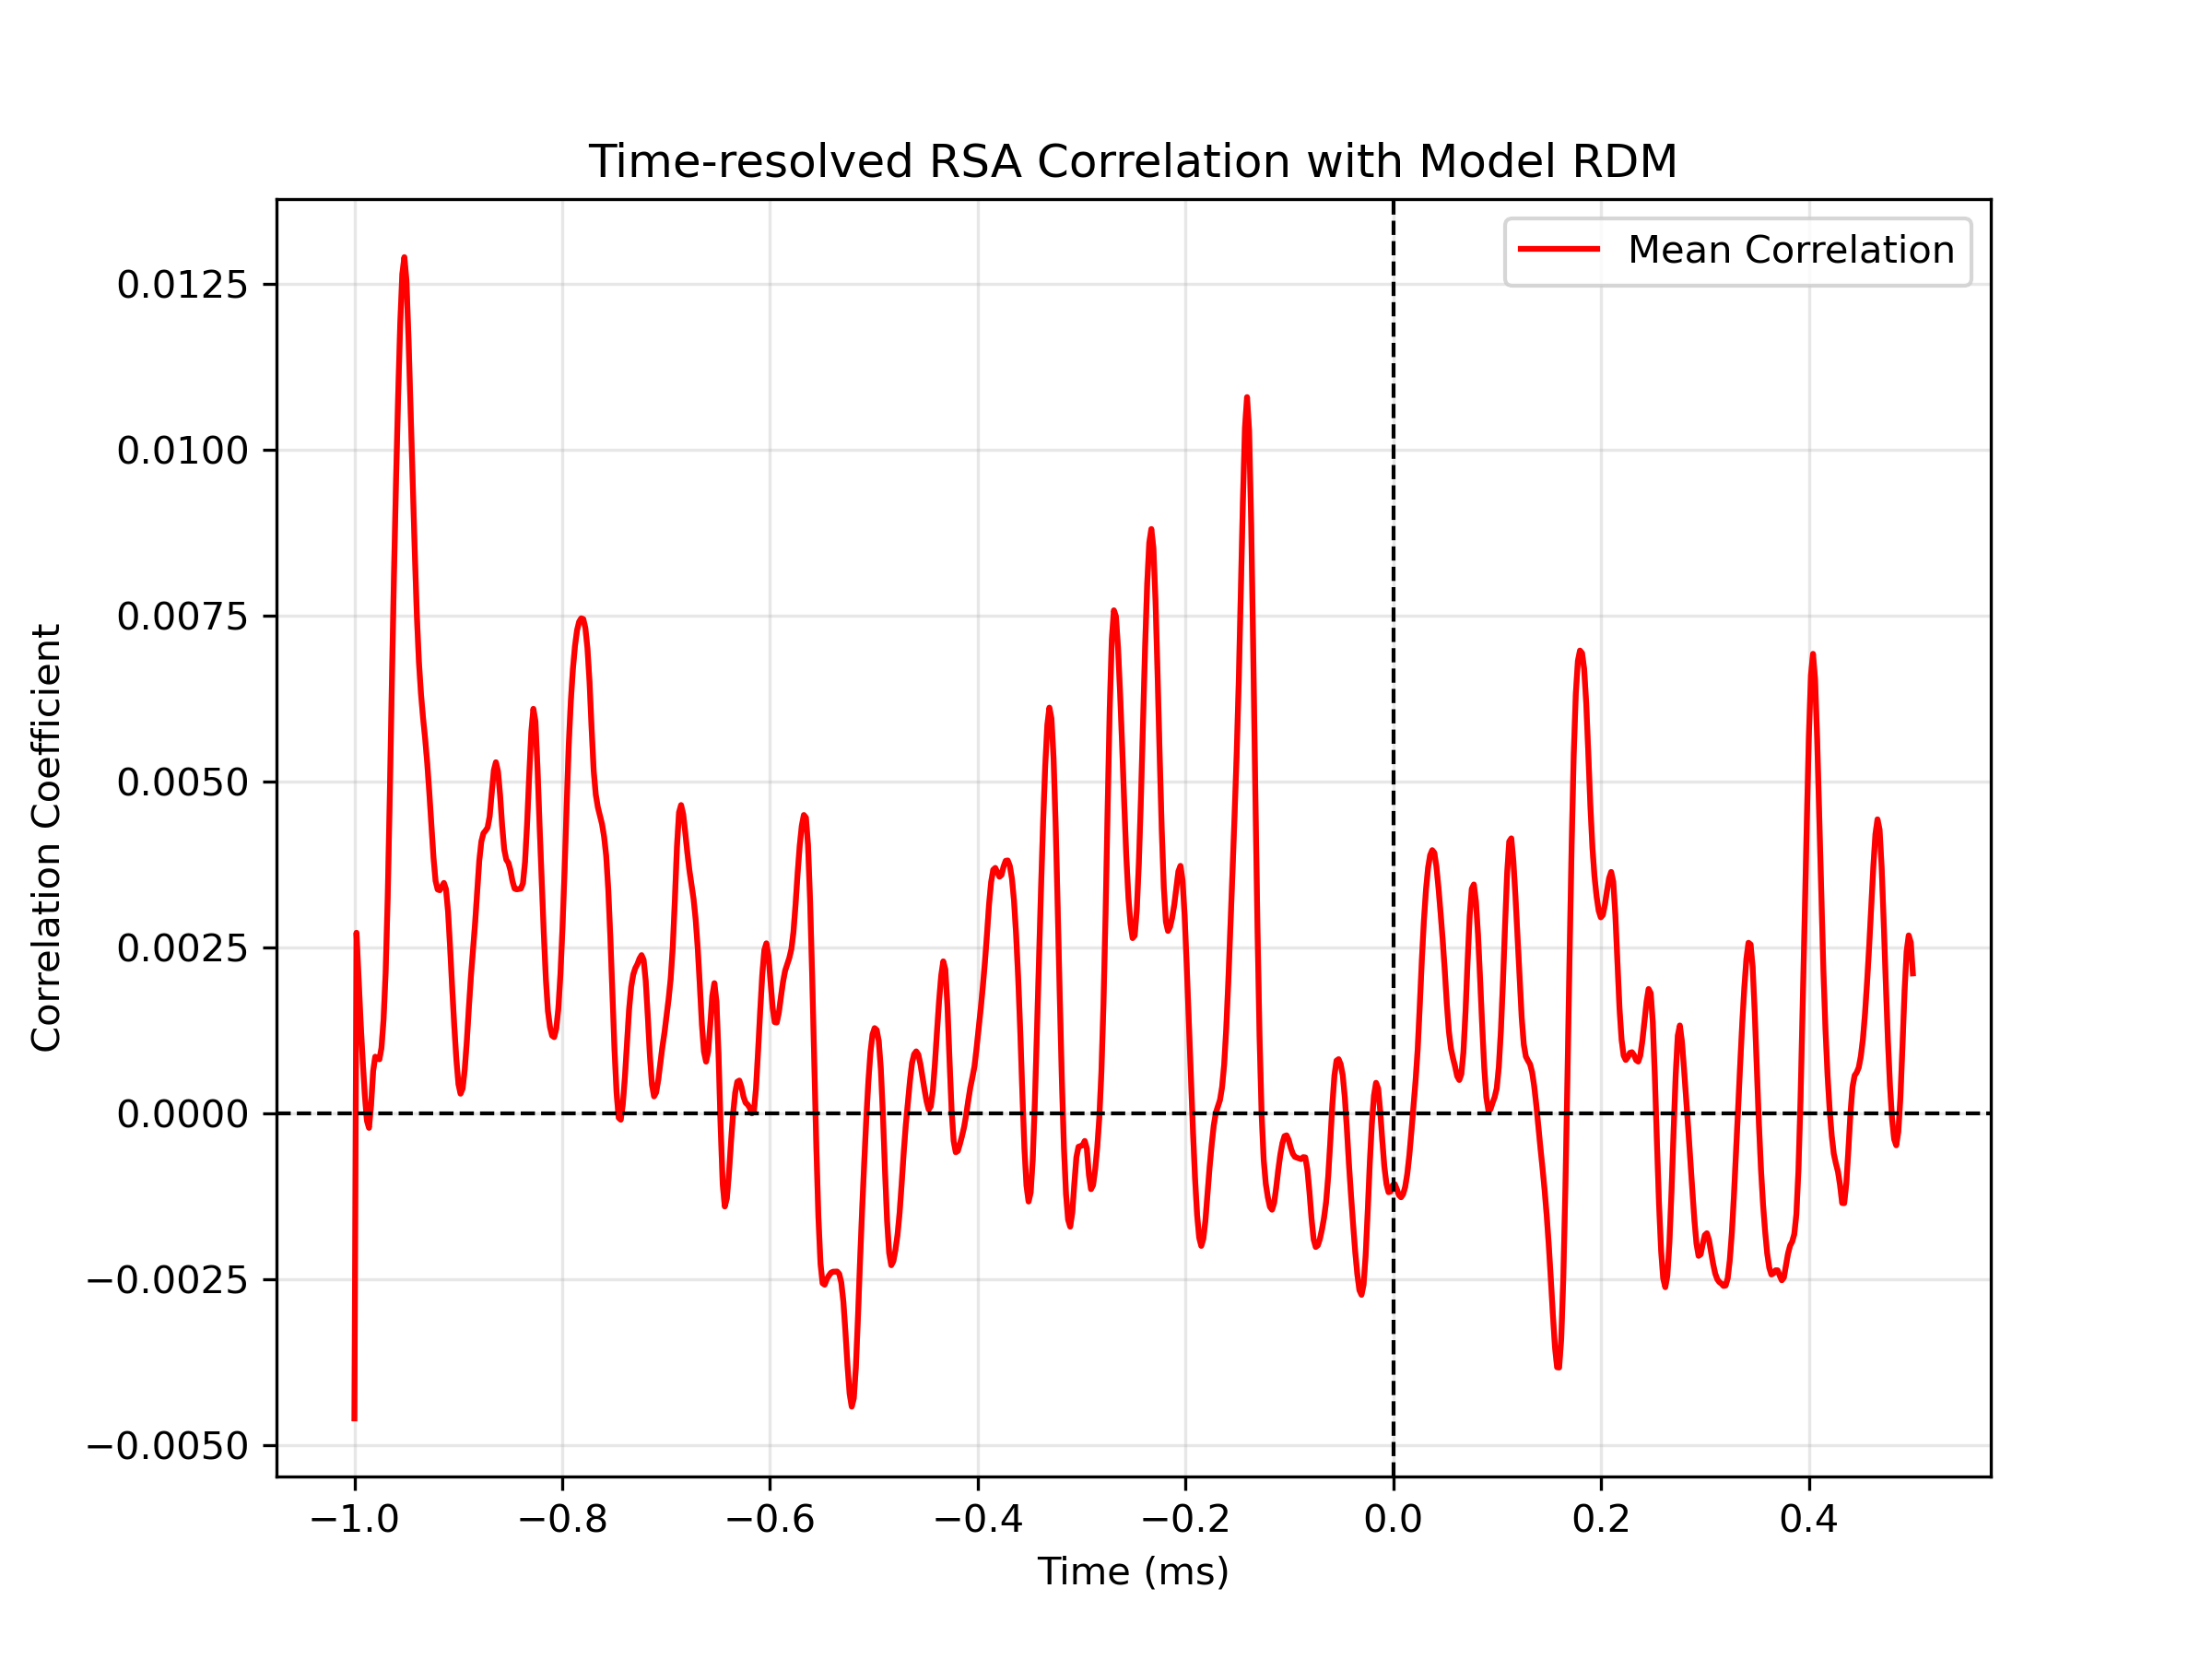 Time-resolved RSA Correlation with Model RDM
Mean Correlation
Correlation Coefficient
0.0125
0.0100
0.0075
0.0050
0.0025
0.0000
−0.0025
−0.0050
−1.0 −0.8 −0.6 −0.4 −0.2 0.0 0.2 0.4
Time (ms)